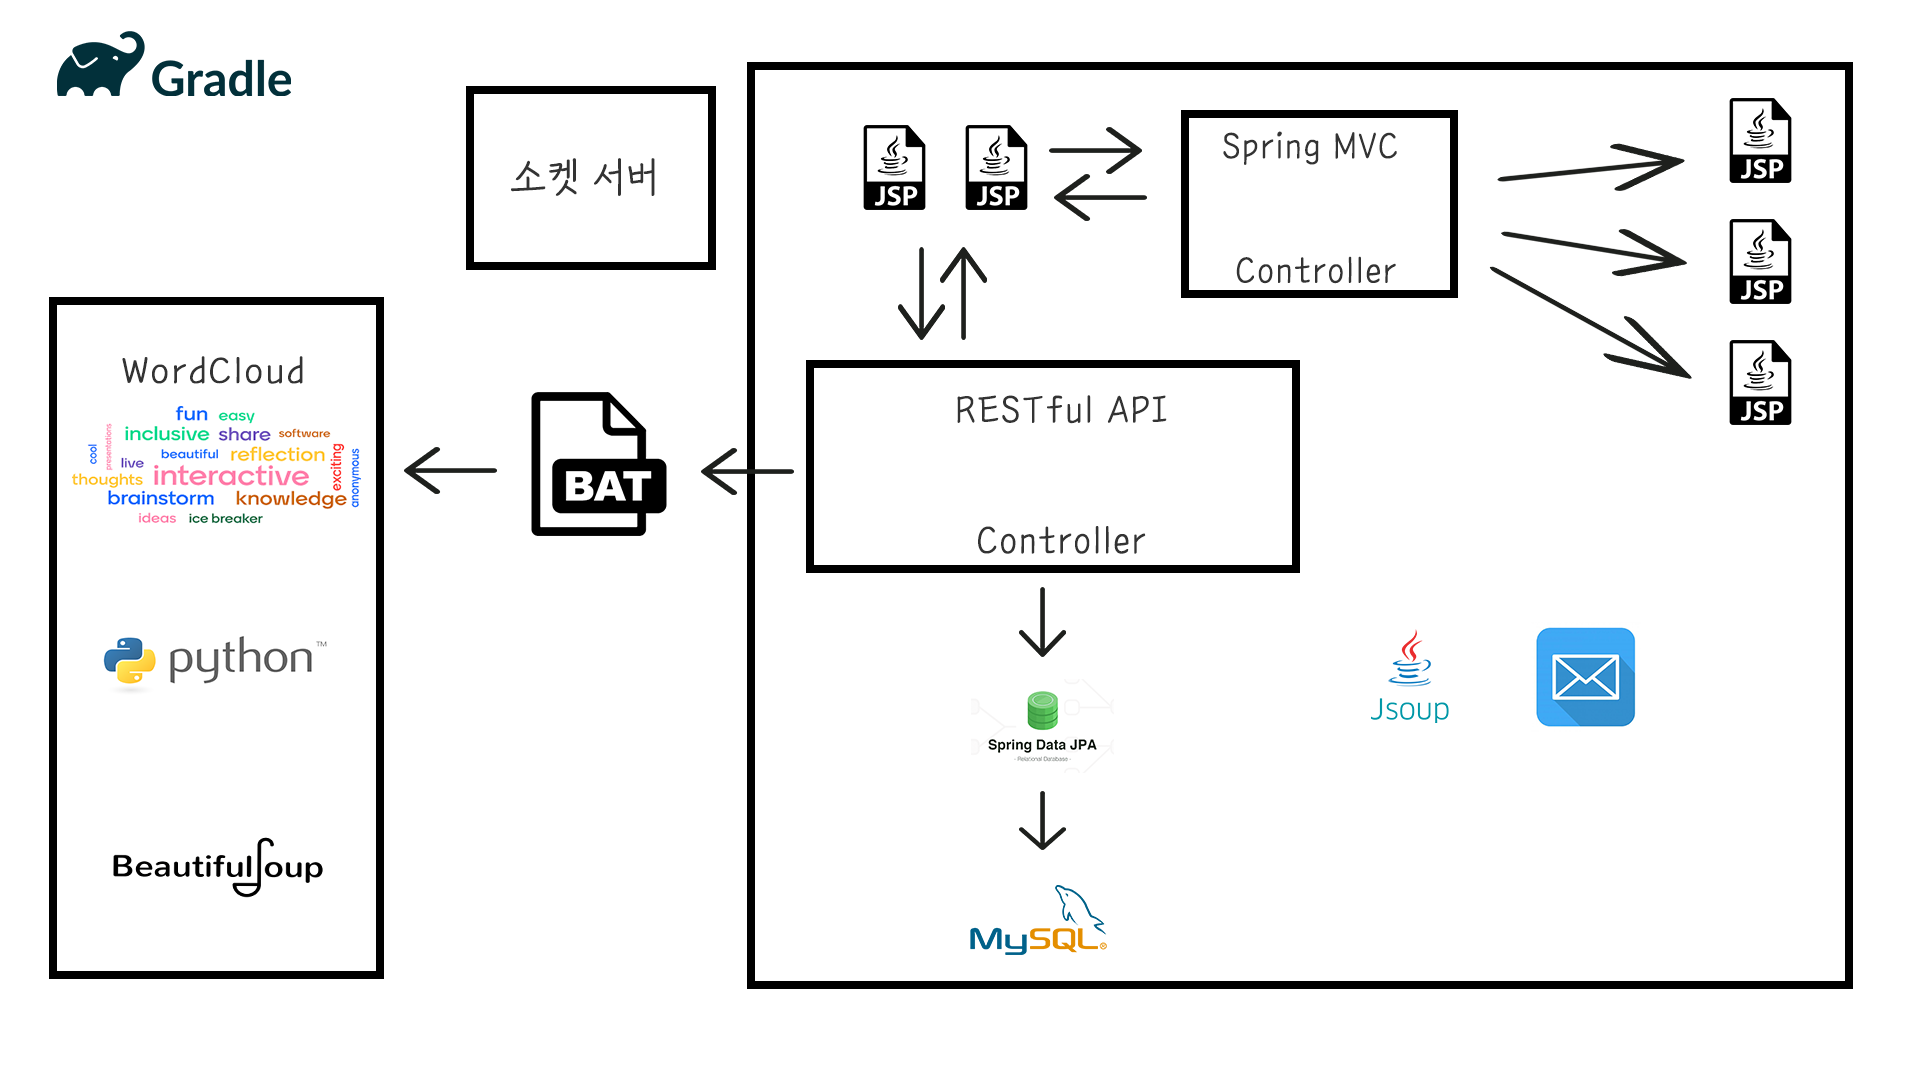 Gradle
소켓 서버
JSP
JSP
Spring MVC
Controller
JSP
JSP
JSP
WordCloud
fun
easy
inclusive
share
software
cool
presentations
live
beautiful
reflection
exciting
anonymous
thoughts
interactive
brainstorm
knowledge
ideas
ice breaker
BAT
RESTful API
Controller
python™
Spring Data JPA
- Relational Database -
Jsoup
BeautifulSoup
MySQL®